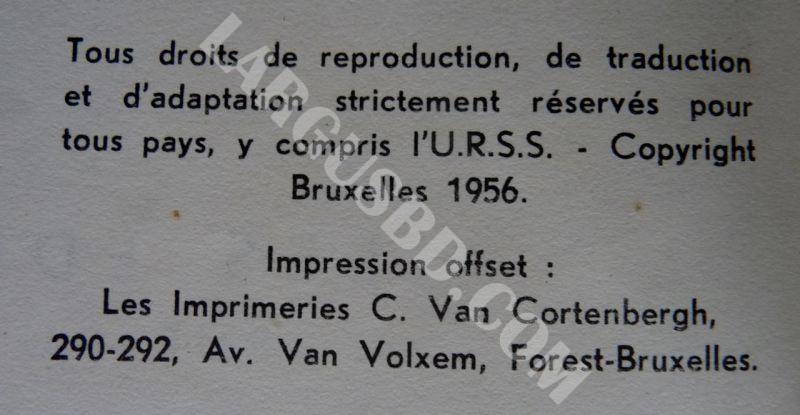 Tous droits de reproduction, de traduction
et d'adaptation strictement réservés pour
tous pays, y compris l'U.R.S.S. - Copyright
Bruxelles 1956.
Impression offset :
Les Imprimeries C. Van Cortenbergh,
290-292, Av. Van Volxem, Forest-Bruxelles.
LARGUSBD.COM